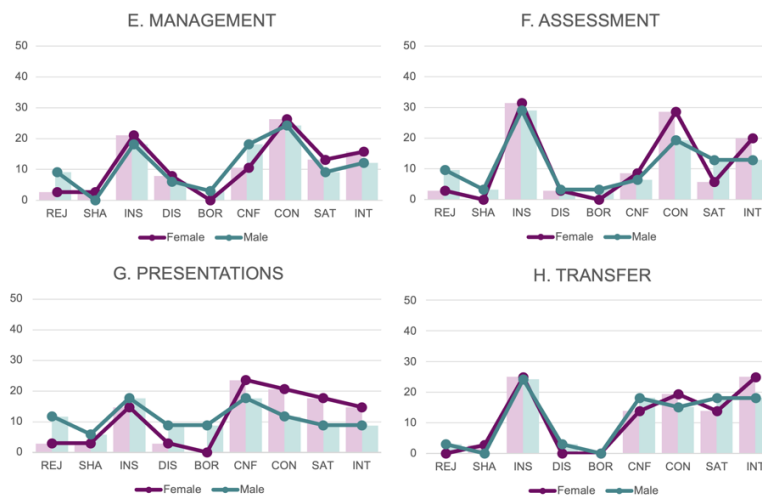 E. MANAGEMENT
50
40
30
20
10
0
REJ SHA INS DIS BOR CNF CON SAT INT
Female Male
F. ASSESSMENT
50
40
30
20
10
0
REJ SHA INS DIS BOR CNF CON SAT INT
Female Male
G. PRESENTATIONS
50
40
30
20
10
0
REJ SHA INS DIS BOR CNF CON SAT INT
Female Male
H. TRANSFER
50
40
30
20
10
0
REJ SHA INS DIS BOR CNF CON SAT INT
Female Male